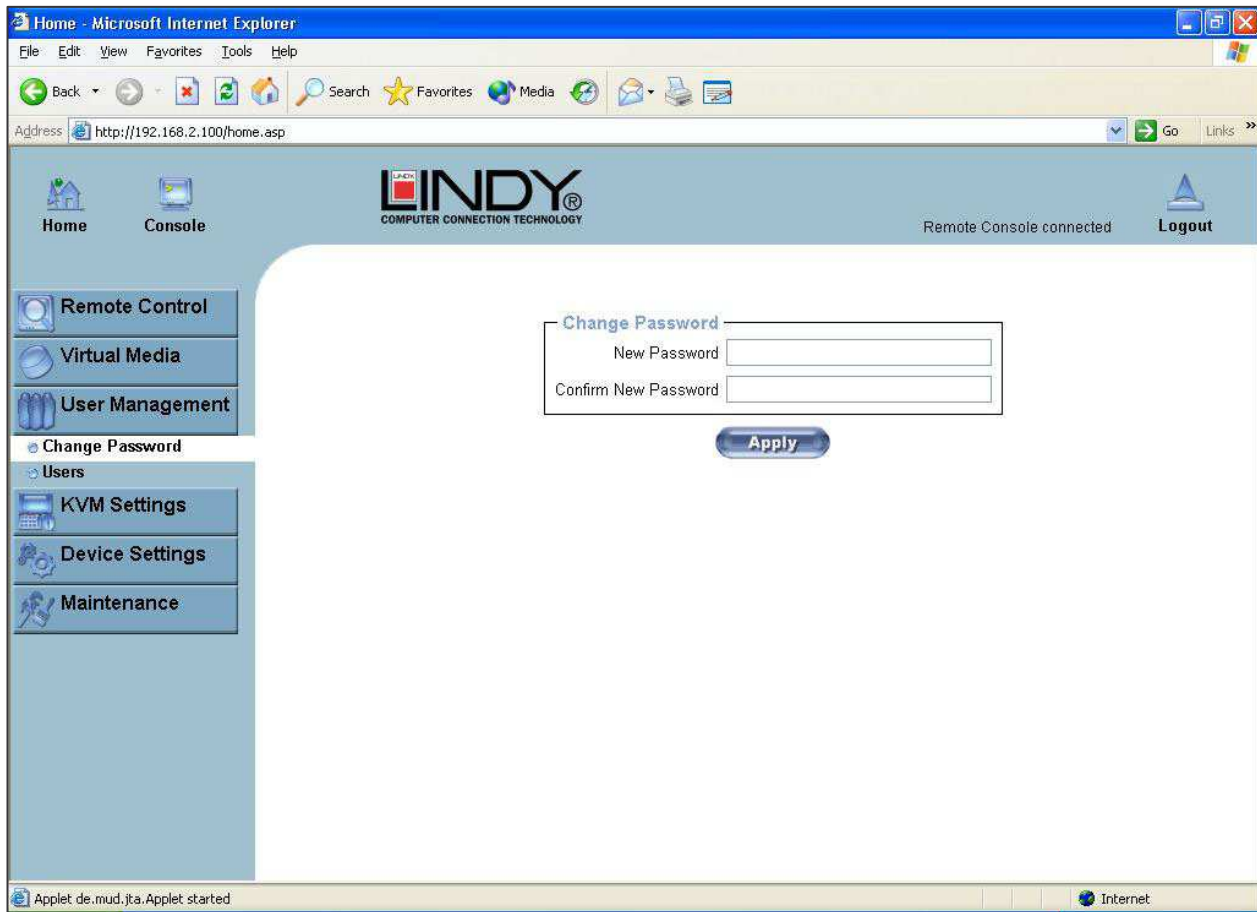 Home - Microsoft Internet Explorer
File Edit View Favorites Tools Help
Back Search Favorites Media
Address http://192.168.2.100/home.asp Go Links »
Home Console
LINDY
LINDY®
COMPUTER CONNECTION TECHNOLOGY
Remote Console connected
Logout
Remote Control
Virtual Media
User Management
Change Password
Users
KVM Settings
Device Settings
Maintenance
Change Password
New Password
Confirm New Password
Apply
Applet de.mud.jta.Applet started
Internet